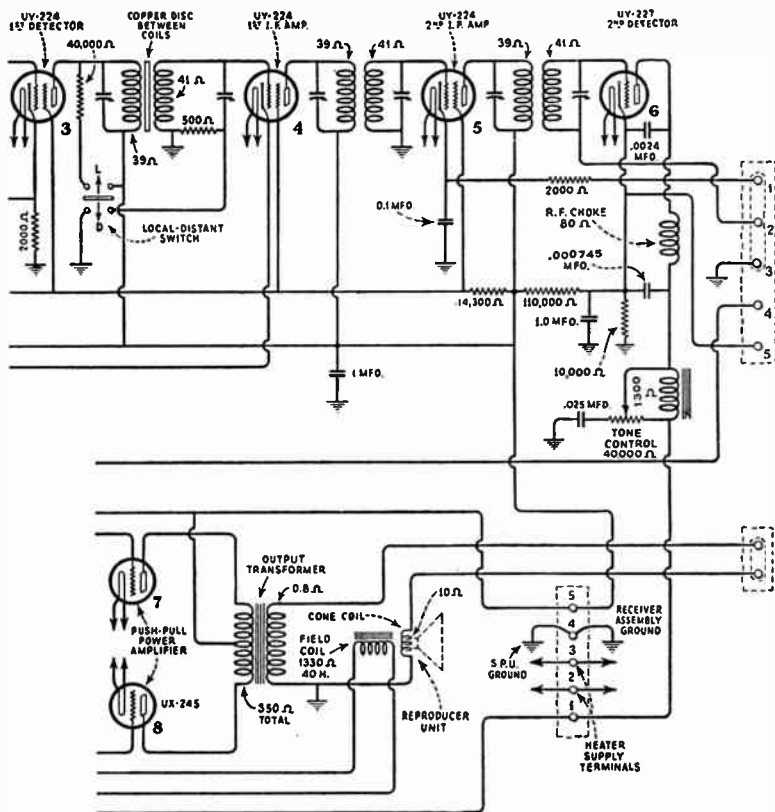 UY-224
1ST DETECTOR
COPPER DISC
BETWEEN
COILS
UY-224
1ST I.F. AMP.
UY-224
2ND I.F. AMP
UY-227
2ND DETECTOR
40,000Ω
39Ω
41Ω
39Ω
41Ω
41Ω
3
500Ω
4
5
6
.0024
MFD
39Ω
2000Ω
L
D
LOCAL-DISTANT
SWITCH
0.1 MFD
2000Ω
R.F. CHOKE
80Ω
.000745
MFD.
1
2
3
4
5
14,300Ω
110,000Ω
1.0 MFD.
10,000Ω
1 MFD.
1300
Ω
.025 MFD
TONE
CONTROL
40000Ω
7
PUSH-PULL
POWER
AMPLIFIER
UX-245
8
OUTPUT
TRANSFORMER
0.8Ω
350Ω
TOTAL
CONE COIL
10Ω
FIELD
COIL
1330Ω
40 H.
REPRODUCER
UNIT
5
4
3
2
1
RECEIVER
ASSEMBLY
GROUND
S.P.U.
GROUND
HEATER
SUPPLY
TERMINALS